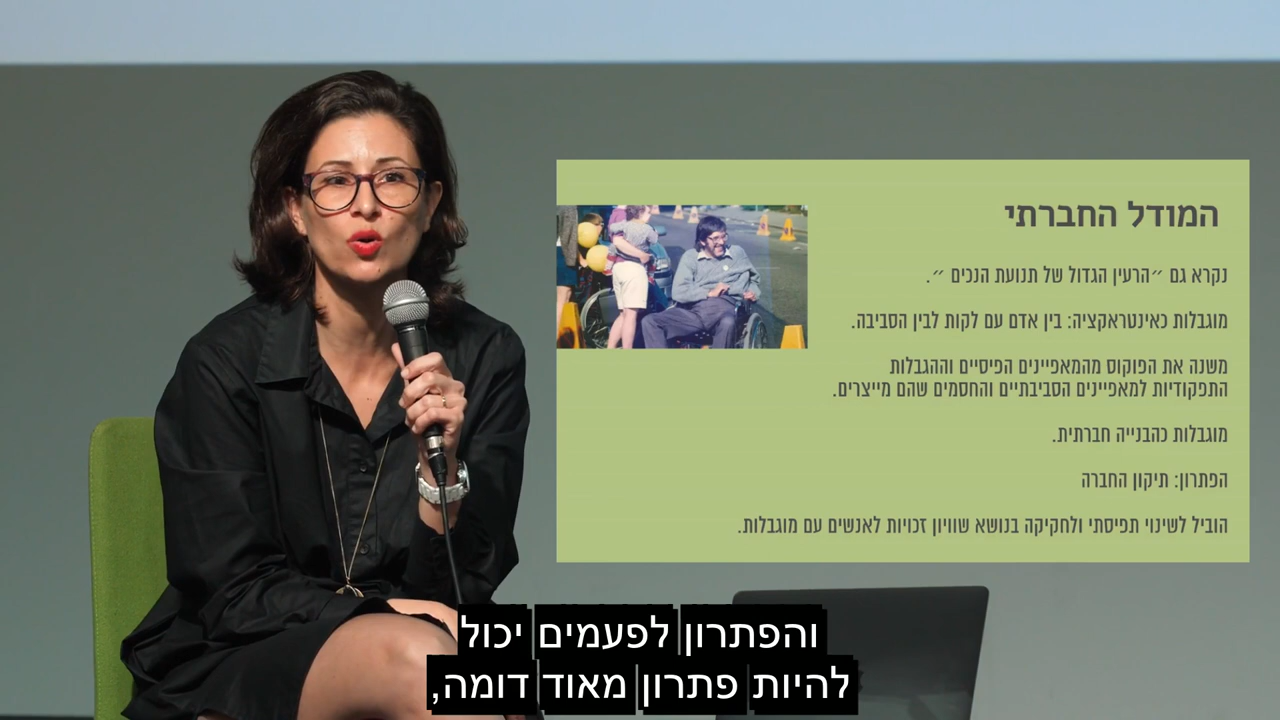 המודל החברתי
נקרא גם ״הרעין הגדול של תנועת הנכים ״.
מוגבלות כאינטראקציה: בין אדם עם לקות לבין הסביבה.
משנה את הפוקוס מהמאפיינים הפיסיים וההגבלות
התפקודיות למאפיינים הסביבתיים והחסמים שהם מייצרים.
מוגבלות כהבנייה חברתית.
הפתרון: תיקון החברה
הוביל לשינוי תפיסתי ולחקיקה בנושא שוויון זכויות לאנשים עם מוגבלות.
והפתרון לפעמים יכול
להיות פתרון מאוד דומה,